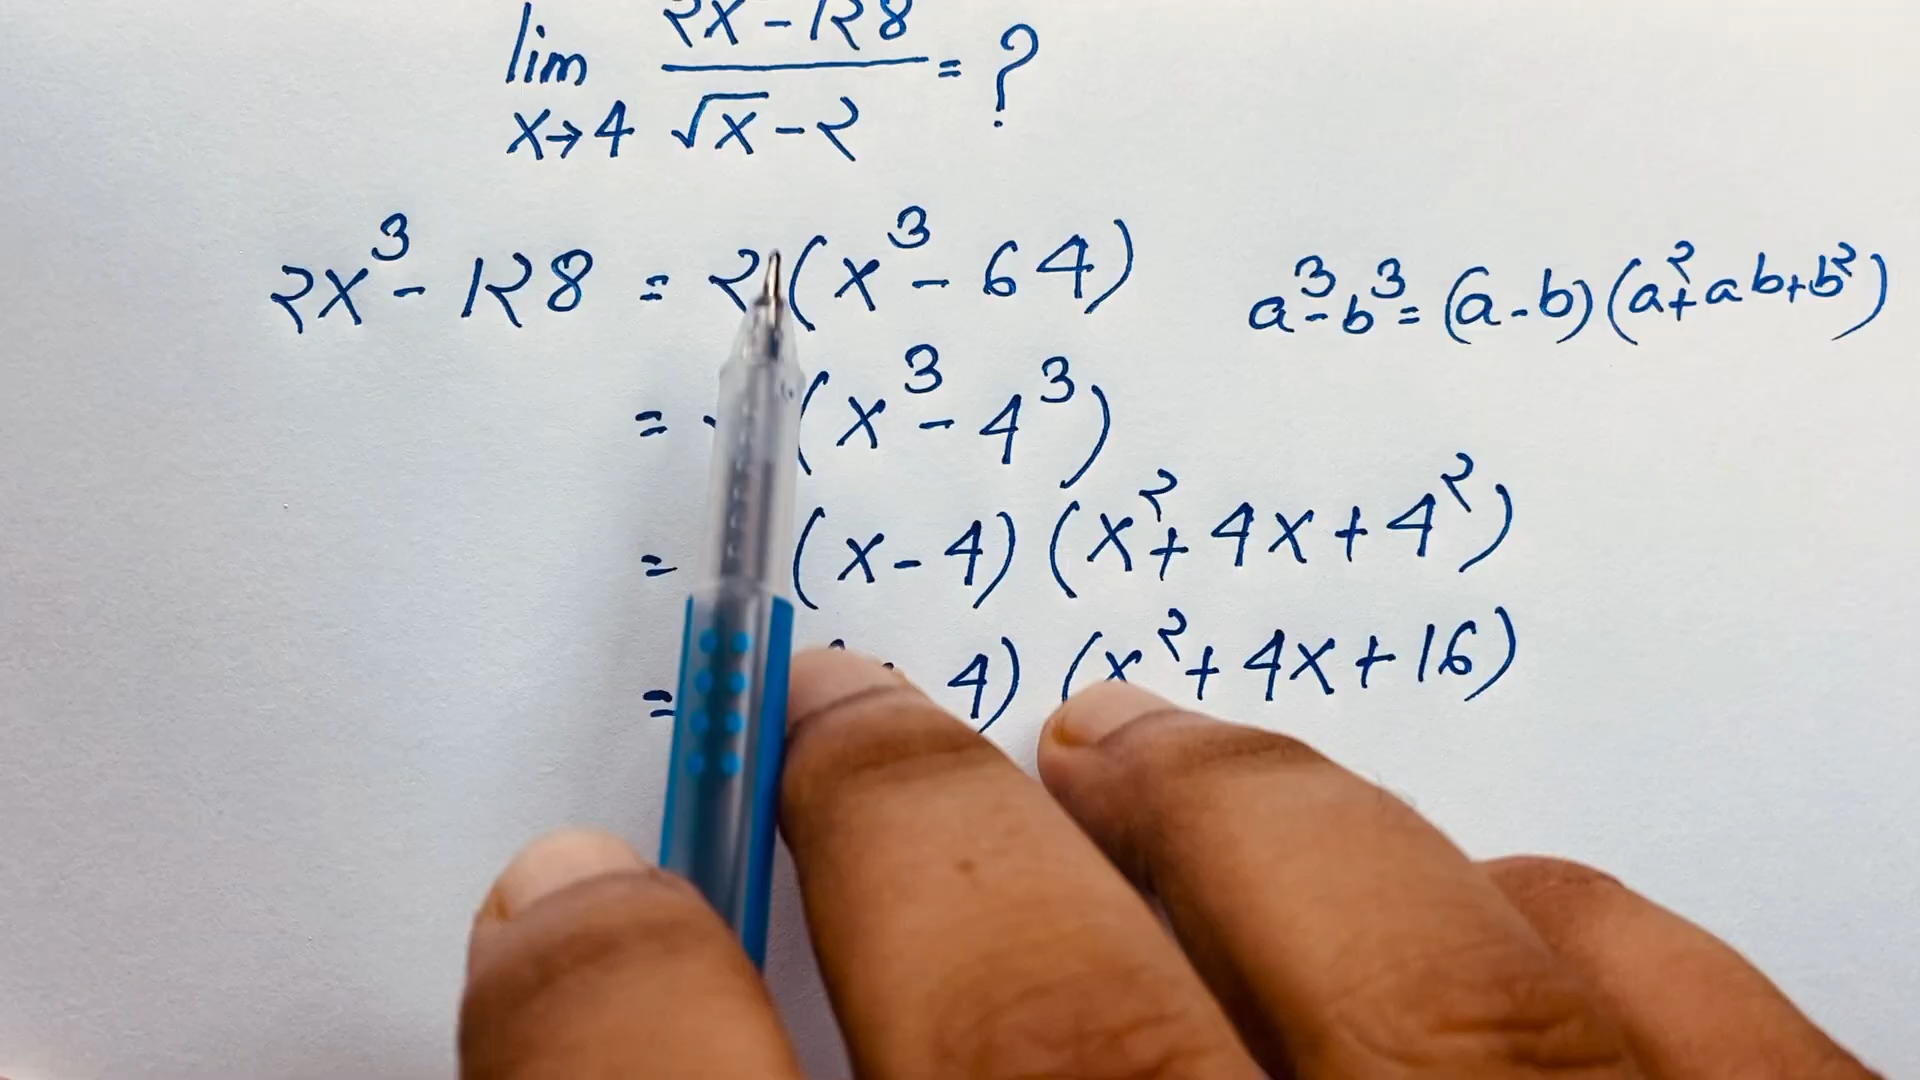 lim 2x - 128 / √x - 2 = ?
x→4
2x³ - 128 = 2(x³ - 64)
a³ - b³ = (a - b)(a² + ab + b²)
= (x³ - 4³)
= (x - 4)(x² + 4x + 4²)
= 4)(x² + 4x + 16)